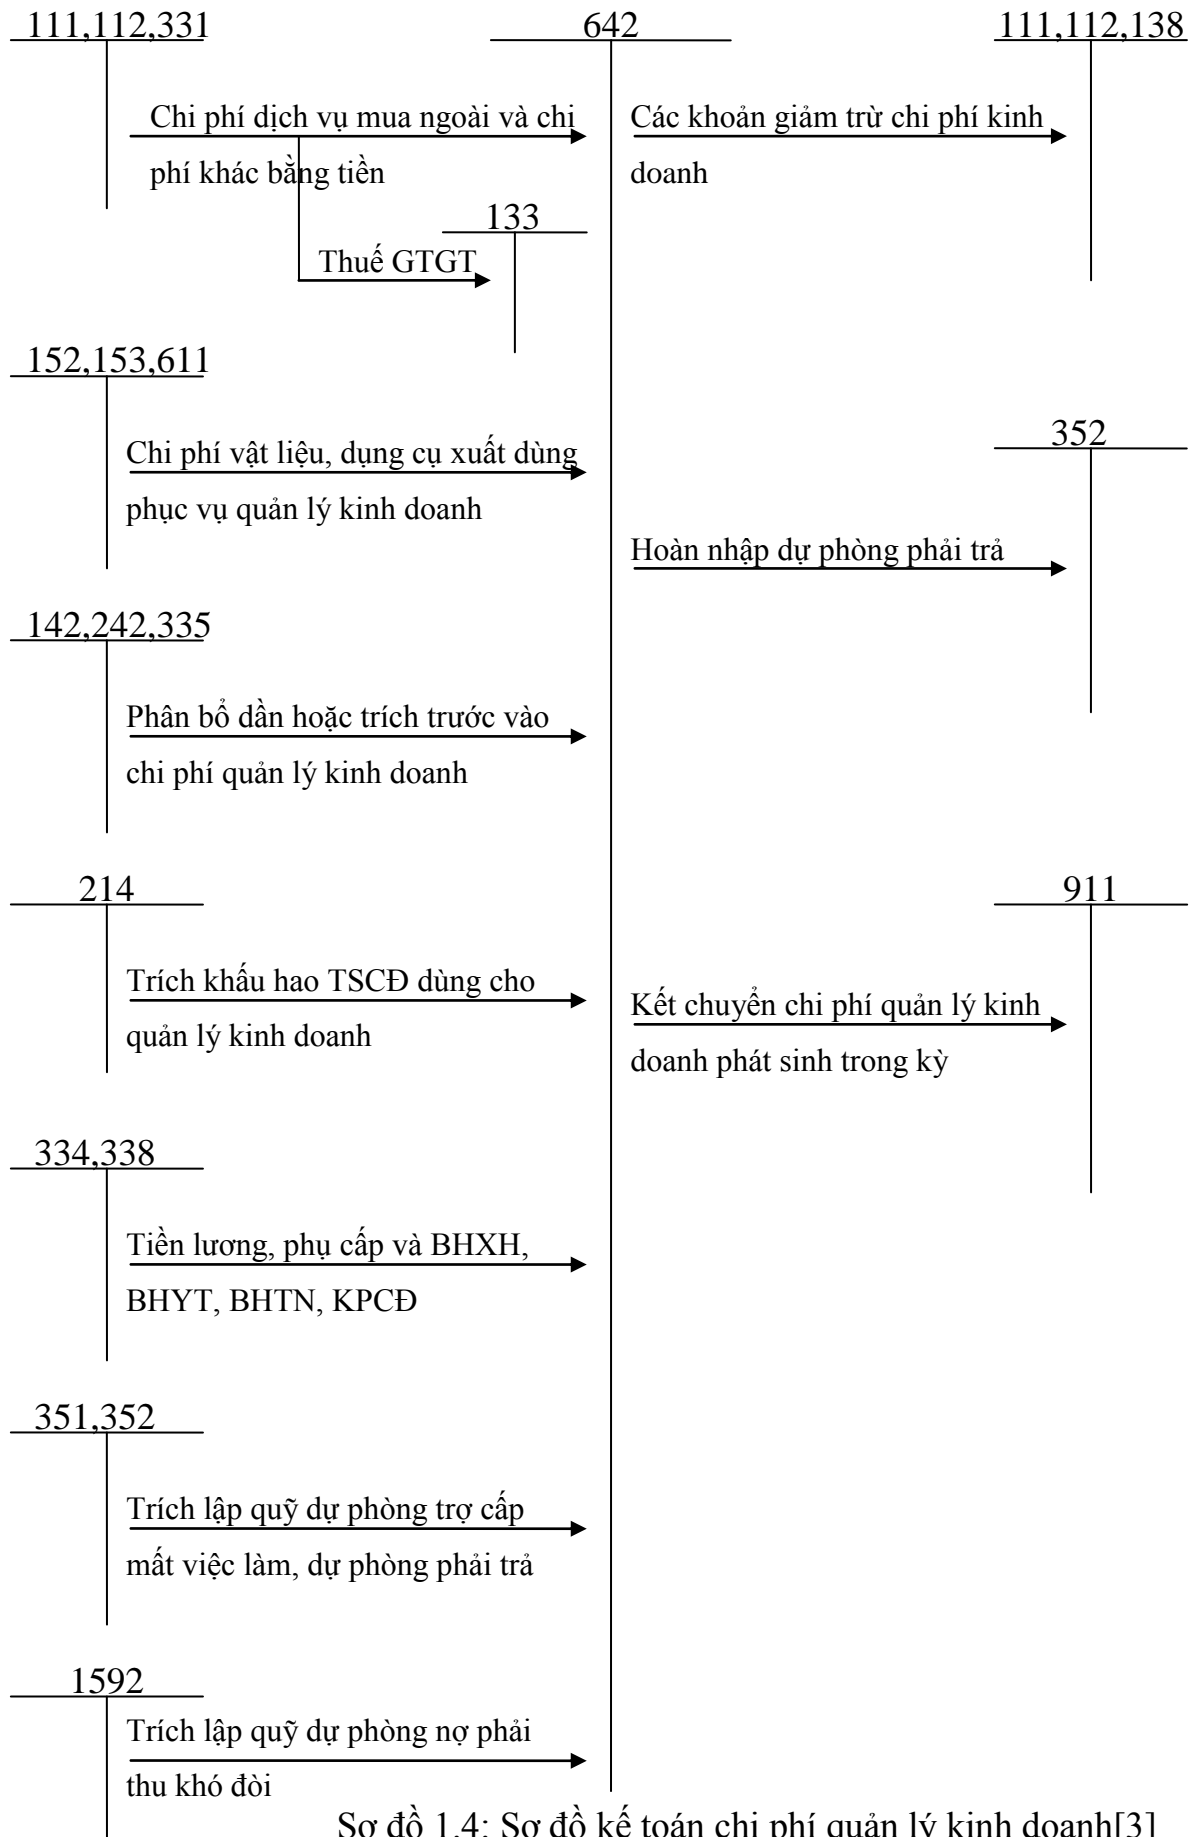 111,112,331
642
111,112,138
Chi phí dịch vụ mua ngoài và chi
phí khác bằng tiền
Các khoản giảm trừ chi phí kinh
doanh
133
Thuế GTGT
152,153,611
Chi phí vật liệu, dụng cụ xuất dùng
phục vụ quản lý kinh doanh
352
Hoàn nhập dự phòng phải trả
142,242,335
Phân bổ dần hoặc trích trước vào
chi phí quản lý kinh doanh
214
Trích khấu hao TSCĐ dùng cho
quản lý kinh doanh
911
Kết chuyển chi phí quản lý kinh
doanh phát sinh trong kỳ
334,338
Tiền lương, phụ cấp và BHXH,
BHYT, BHTN, KPCĐ
351,352
Trích lập quỹ dự phòng trợ cấp
mất việc làm, dự phòng phải trả
1592
Trích lập quỹ dự phòng nợ phải
thu khó đòi
Sơ đồ 1.4: Sơ đồ kế toán chi phí quản lý kinh doanh[3]